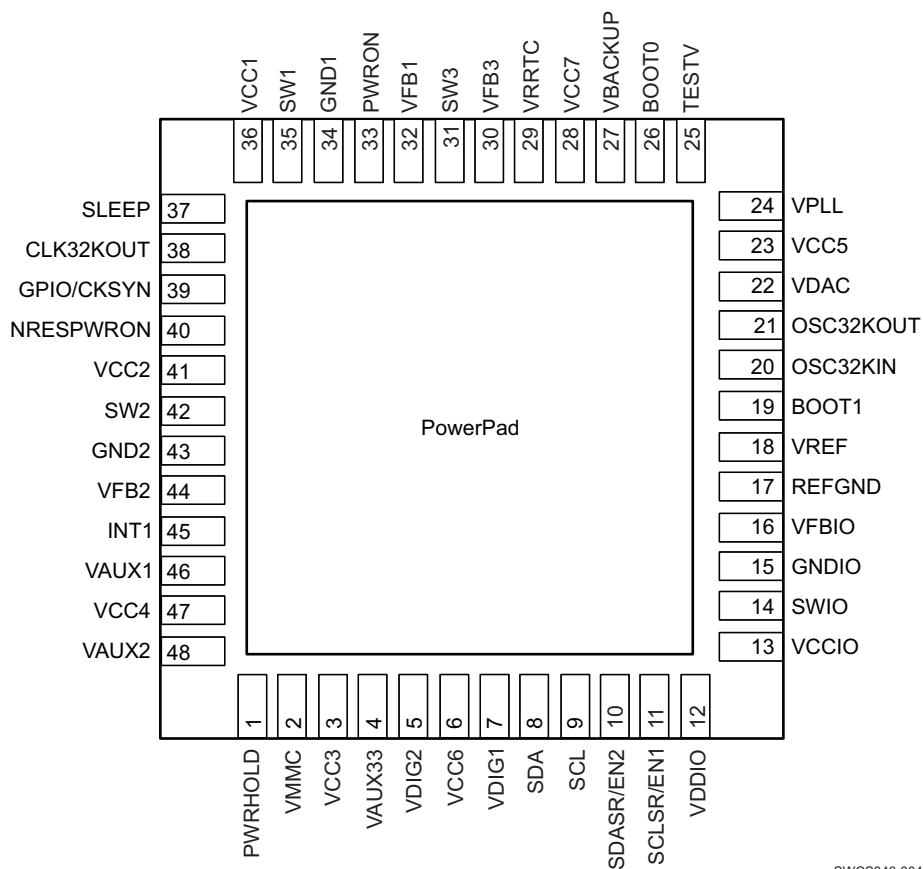 VCC1
SW1
GND1
PWRON
VFB1
SW3
VFB3
VRRTC
VCC7
VBACKUP
BOOT0
TESTV
36
35
34
33
32
31
30
29
28
27
26
25
SLEEP 37
CLK32KOUT 38
GPIO/CKSYN 39
NRESPWRON 40
VCC2 41
SW2 42
GND2 43
VFB2 44
INT1 45
VAUX1 46
VCC4 47
VAUX2 48
PowerPad
24 VPLL
23 VCC5
22 VDAC
21 OSC32KOUT
20 OSC32KIN
19 BOOT1
18 VREF
17 REFGND
16 VFBIO
15 GNDIO
14 SWIO
13 VCCIO
1
2
3
4
5
6
7
8
9
10
11
12
PWRHOLD
VMMC
VCC3
VAUX33
VDIG2
VCC6
VDIG1
SDA
SCL
SDASR/EN2
SCLSR/EN1
VDDIO